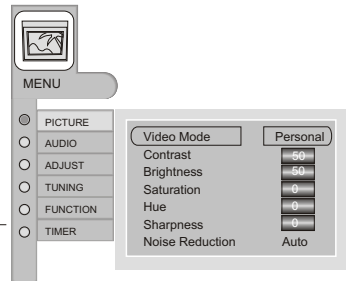 MENU
PICTURE
AUDIO
ADJUST
TUNING
FUNCTION
TIMER
Video Mode Personal
Contrast 50
Brightness 50
Saturation 0
Hue 0
Sharpness 0
Noise Reduction Auto